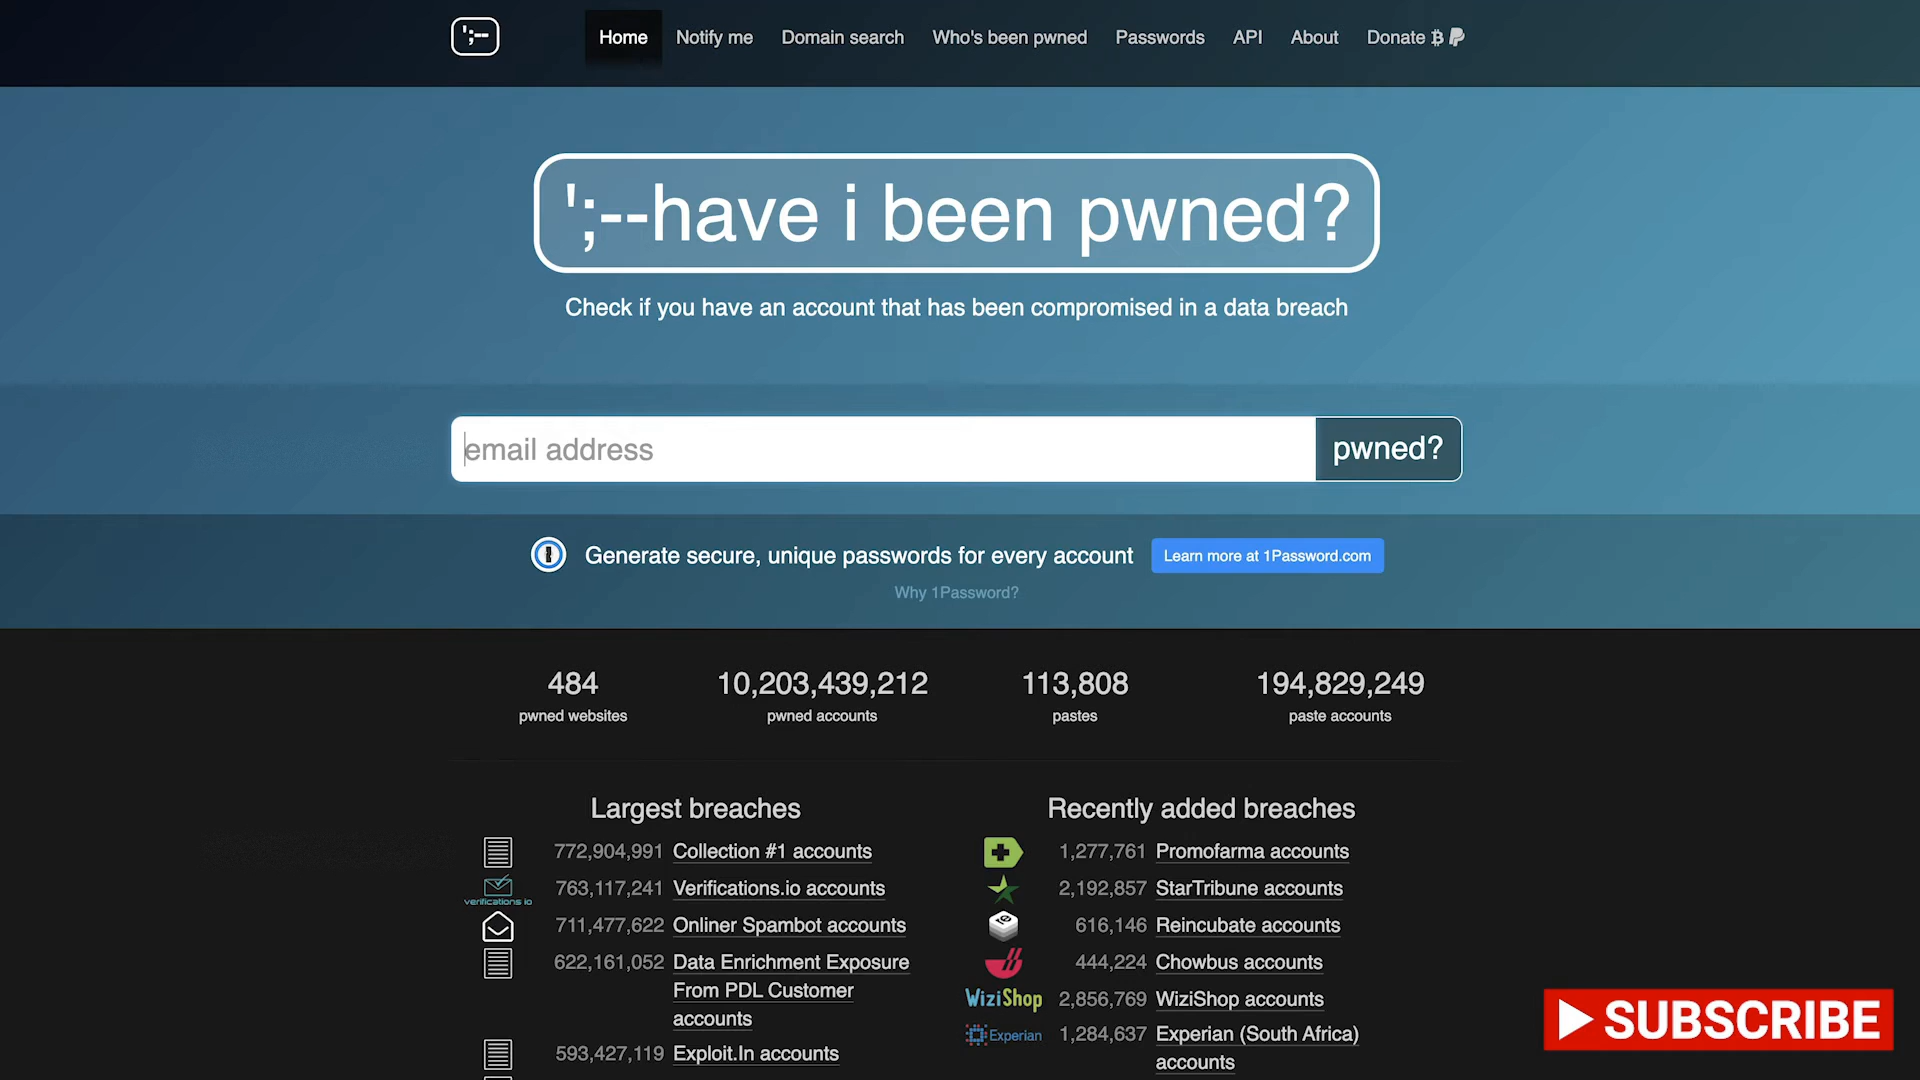 ';--
Home Notify me Domain search Who's been pwned Passwords API About Donate
';--have i been pwned?
Check if you have an account that has been compromised in a data breach
email address pwned?
Generate secure, unique passwords for every account Learn more at 1Password.com
Why 1Password?
484 10,203,439,212 113,808 194,829,249
pwned websites pwned accounts pastes paste accounts
Largest breaches
772,904,991 Collection #1 accounts
verifications io 763,117,241 Verifications.io accounts
711,477,622 Onliner Spambot accounts
622,161,052 Data Enrichment Exposure
From PDL Customer
accounts
593,427,119 Exploit.In accounts
Recently added breaches
1,277,761 Promofarma accounts
2,192,857 StarTribune accounts
616,146 Reincubate accounts
444,224 Chowbus accounts
WiziShop 2,856,769 WiziShop accounts
Experian 1,284,637 Experian (South Africa)
accounts
SUBSCRIBE